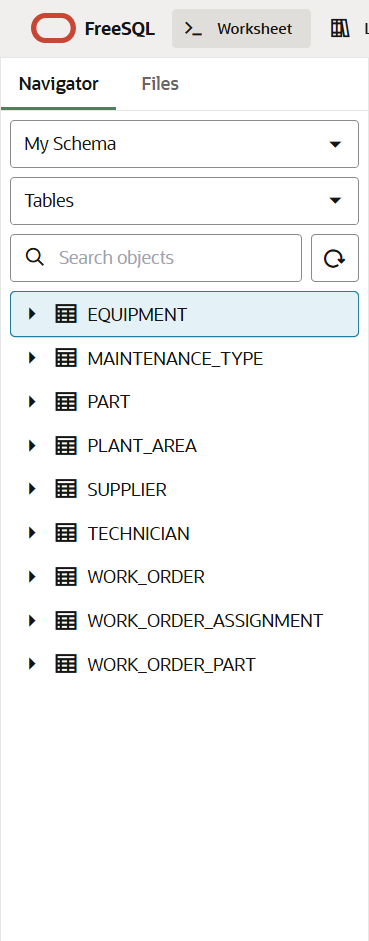 FreeSQL
Worksheet
Navigator
Files
My Schema
Tables
Search objects
EQUIPMENT
MAINTENANCE_TYPE
PART
PLANT_AREA
SUPPLIER
TECHNICIAN
WORK_ORDER
WORK_ORDER_ASSIGNMENT
WORK_ORDER_PART